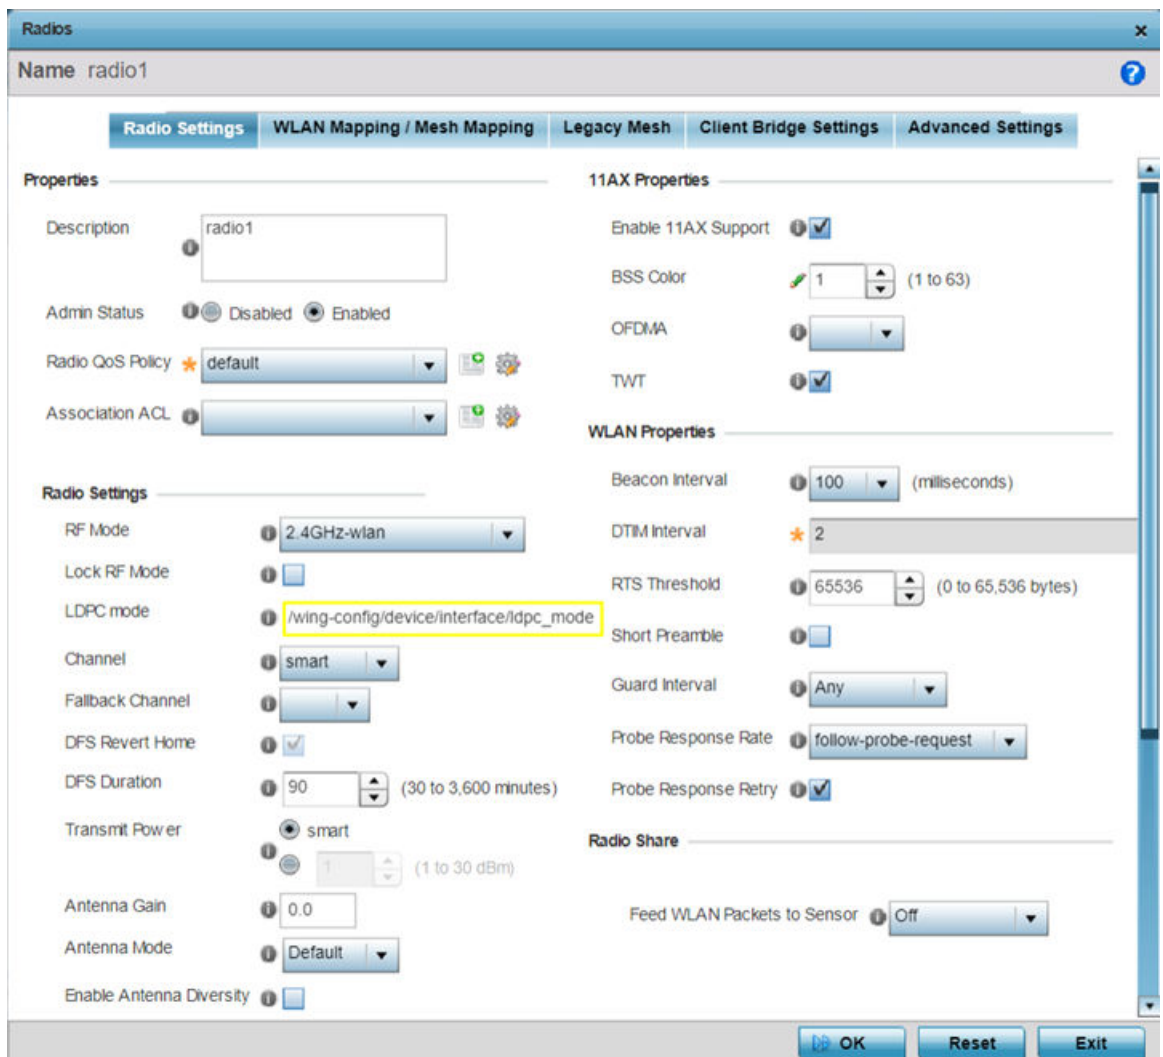 Radios
Name radio1
Radio Settings
WLAN Mapping / Mesh Mapping
Legacy Mesh
Client Bridge Settings
Advanced Settings
Properties
Description radio1
Admin Status Disabled Enabled
Radio QoS Policy default
Association ACL
Radio Settings
RF Mode 2.4GHz-wlan
Lock RF Mode
LDPC mode /wing-config/device/interface/ldpc_mode
Channel smart
Fallback Channel
DFS Revert Home
DFS Duration 90 (30 to 3,600 minutes)
Transmit Power smart
1 (1 to 30 dBm)
Antenna Gain 0.0
Antenna Mode Default
Enable Antenna Diversity
11AX Properties
Enable 11AX Support
BSS Color 1 (1 to 63)
OFDMA
TWT
WLAN Properties
Beacon Interval 100 (milliseconds)
DTIM Interval 2
RTS Threshold 65536 (0 to 65,536 bytes)
Short Preamble
Guard Interval Any
Probe Response Rate follow-probe-request
Probe Response Retry
Radio Share
Feed WLAN Packets to Sensor Off
OK
Reset
Exit